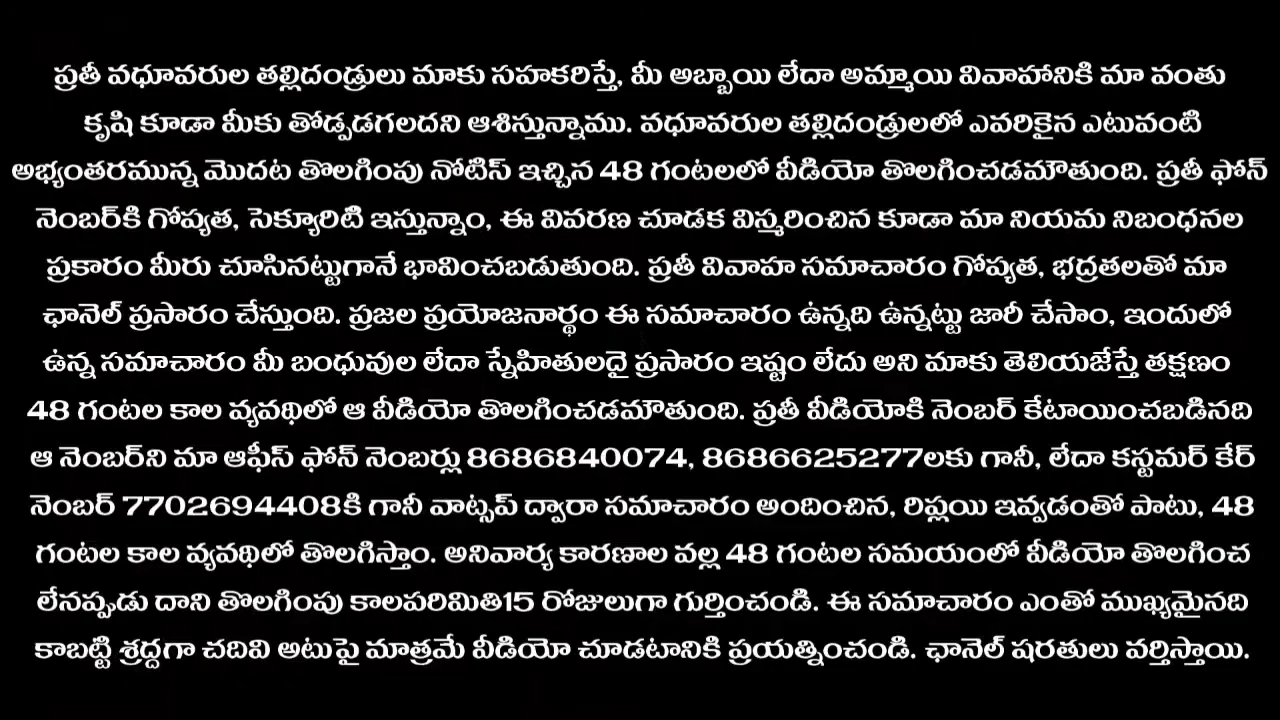 ప్రతీ వధూవరుల తల్లిదండ్రులు మాకు సహకరిస్తే, మీ అబ్బాయి లేదా అమ్మాయి వివాహానికి మా వంతు
కృషి కూడా మీకు తోడ్పడగలదని ఆశిస్తున్నాము. వధూవరుల తల్లిదండ్రులలో ఎవరికైన ఎటువంటి
అభ్యంతరమున్న మొదట తొలగింపు నోటిస్ ఇచ్చిన 48 గంటలలో వీడియో తొలగించడమౌతుంది. ప్రతీ ఫోన్
నెంబర్‌కి గోప్యత, సెక్యూరిటి ఇస్తున్నాం, ఈ వివరణ చూడక విస్మరించిన కూడా మా నియమ నిబంధనల
ప్రకారం మీరు చూసినట్టుగానే భావించబడుతుంది. ప్రతీ వివాహ సమాచారం గోప్యత, భద్రతలతో మా
ఛానెల్ ప్రసారం చేస్తుంది. ప్రజల ప్రయోజనార్థం ఈ సమాచారం ఉన్నది ఉన్నట్టు జారీ చేసాం, ఇందులో
ఉన్న సమాచారం మీ బంధువుల లేదా స్నేహితులదై ప్రసారం ఇష్టం లేదు అని మాకు తెలియజేస్తే తక్షణం
48 గంటల కాల వ్యవథిలో ఆ వీడియో తొలగించడమౌతుంది. ప్రతీ వీడియోకి నెంబర్ కేటాయించబడినది
ఆ నెంబర్‌ని మా ఆఫీస్ ఫోన్ నెంబర్లు 8686840074, 8686625277లకు గానీ, లేదా కస్టమర్ కేర్
నెంబర్ 7702694408కి గానీ వాట్సప్ ద్వారా సమాచారం అందించిన, రిప్లయి ఇవ్వడంతో పాటు, 48
గంటల కాల వ్యవథిలో తొలగిస్తాం. అనివార్య కారణాల వల్ల 48 గంటల సమయంలో వీడియో తొలగించ
లేనప్పుడు దాని తొలగింపు కాలపరిమితి15 రోజులుగా గుర్తించండి. ఈ సమాచారం ఎంతో ముఖ్యమైనది
కాబట్టి శ్రద్దగా చదివి అటుపై మాత్రమే వీడియో చూడటానికి ప్రయత్నించండి. ఛానెల్ షరతులు వర్తిస్తాయి.